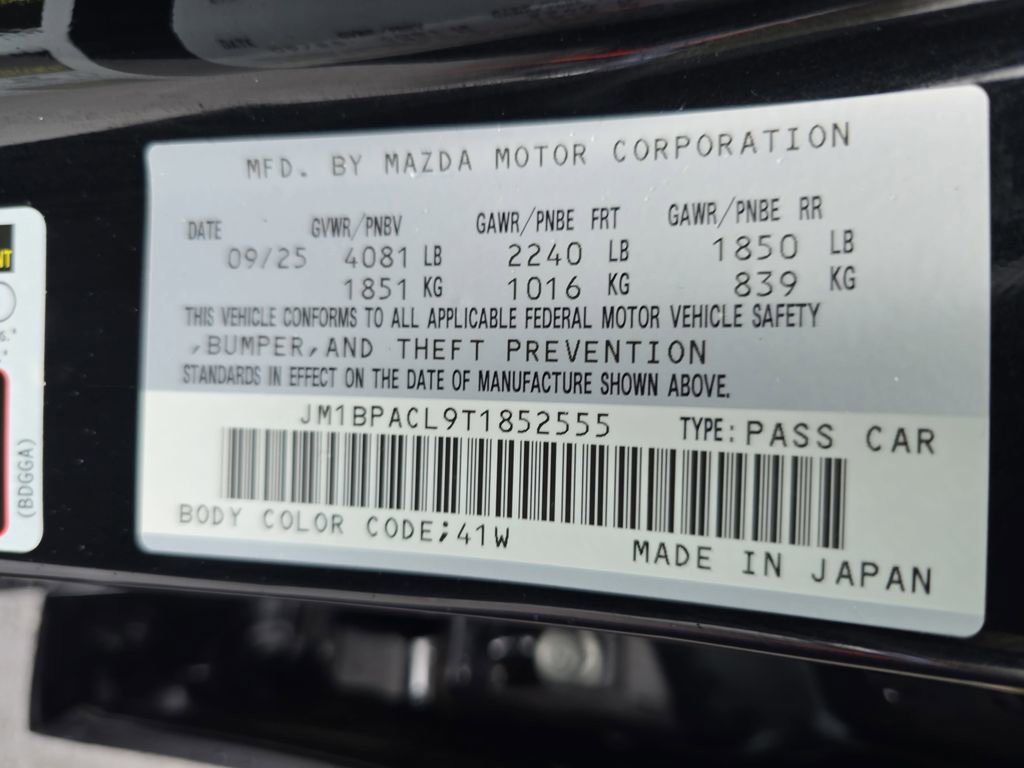 MFD. BY MAZDA MOTOR CORPORATION
DATE GVWR/PNBV GAWR/PNBE FRT GAWR/PNBE RR
09/25 4081 LB 2240 LB 1850 LB
1851 KG 1016 KG 839 KG
THIS VEHICLE CONFORMS TO ALL APPLICABLE FEDERAL MOTOR VEHICLE SAFETY
,BUMPER,AND THEFT PREVENTION
STANDARDS IN EFFECT ON THE DATE OF MANUFACTURE SHOWN ABOVE.
JM1BPACL9T1852555 TYPE: PASS CAR
BODY COLOR CODE;41W
MADE IN JAPAN
(BDGGA)